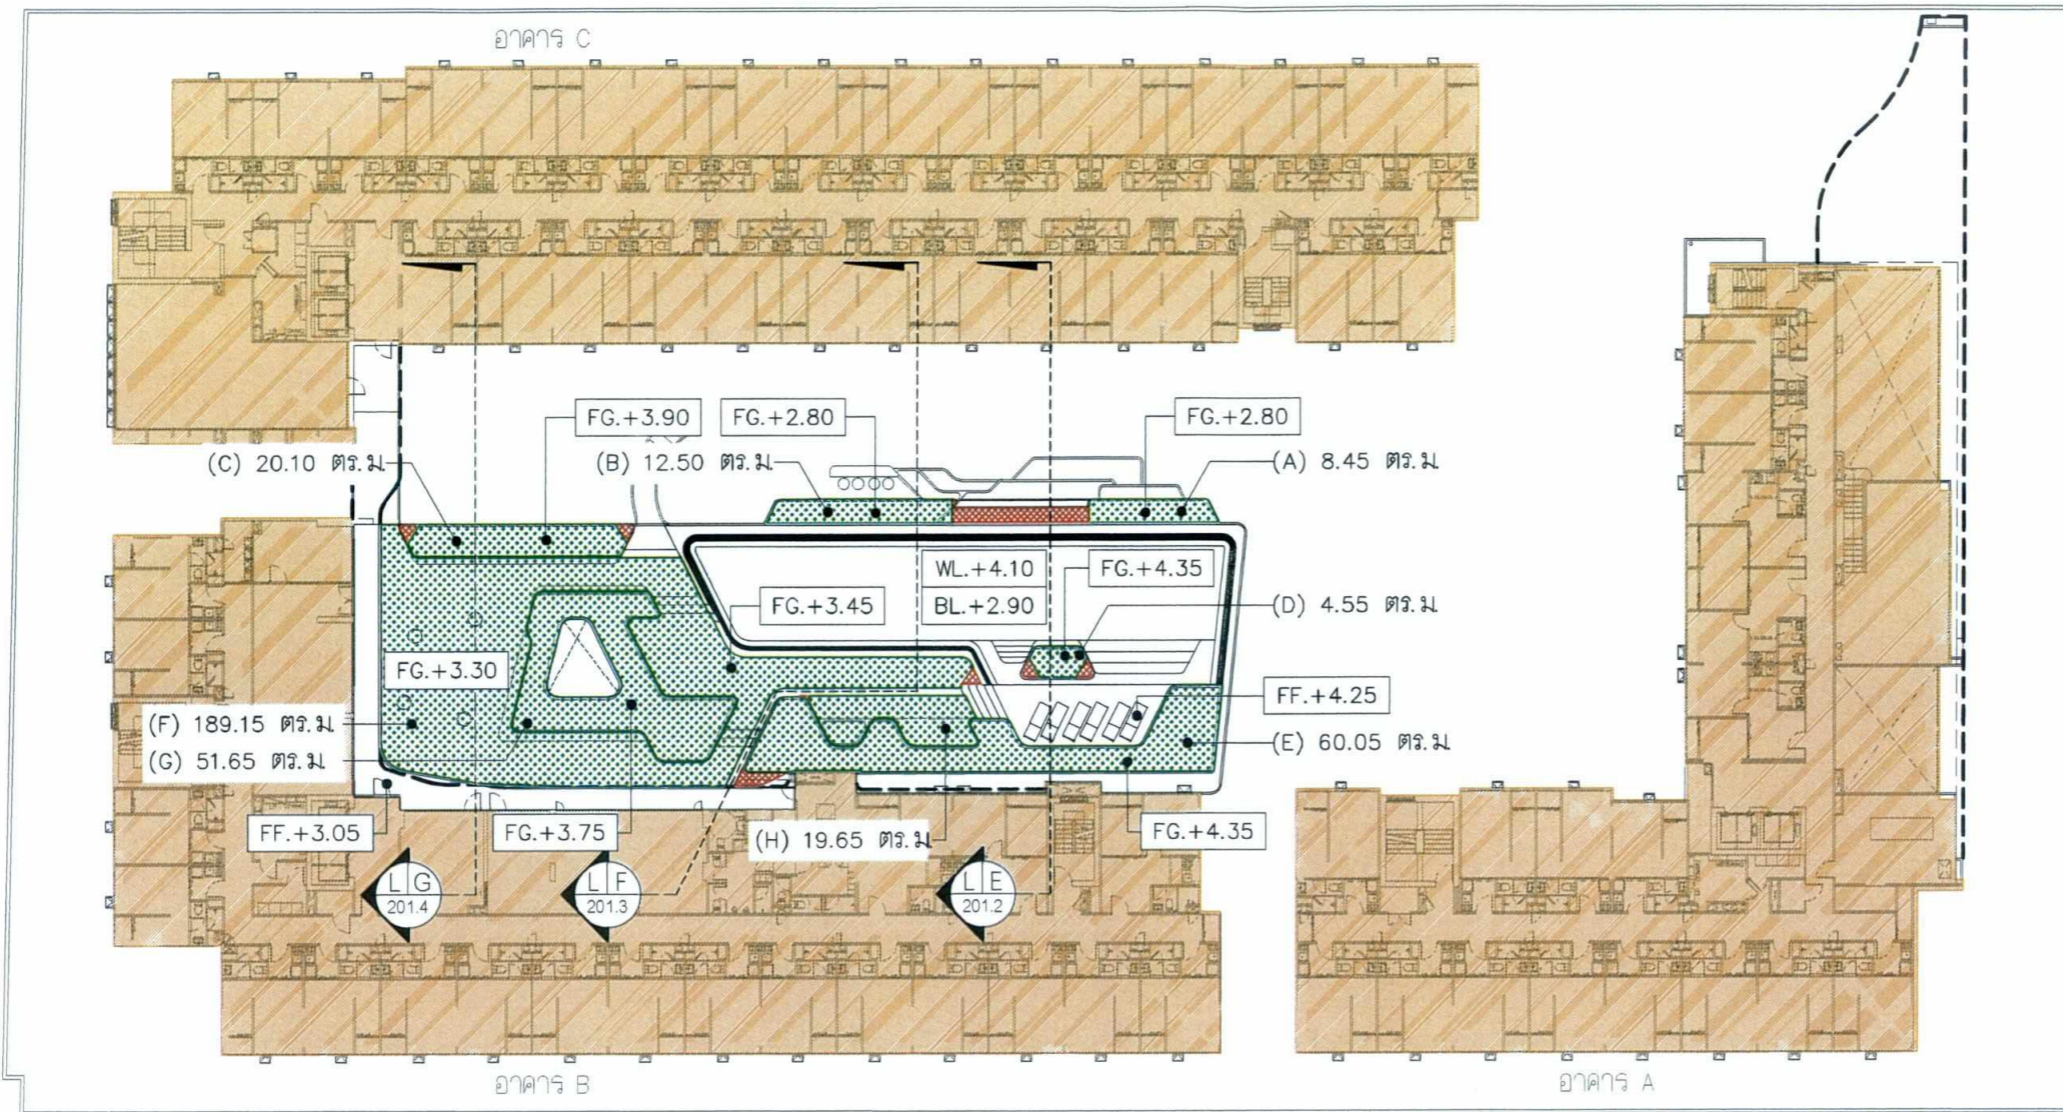 อาคาร C
FG.+3.90
FG.+2.80
FG.+2.80
(C) 20.10 ตร.ม
(B) 12.50 ตร.ม
(A) 8.45 ตร.ม
WL.+4.10
FG.+4.35
BL.+2.90
FG.+3.45
(D) 4.55 ตร.ม
FG.+3.30
FF.+4.25
(F) 189.15 ตร.ม
(E) 60.05 ตร.ม
(G) 51.65 ตร.ม
FF.+3.05
FG.+3.75
(H) 19.65 ตร.ม
FG.+4.35
L G
201.4
L F
201.3
L E
201.2
อาคาร B
อาคาร A